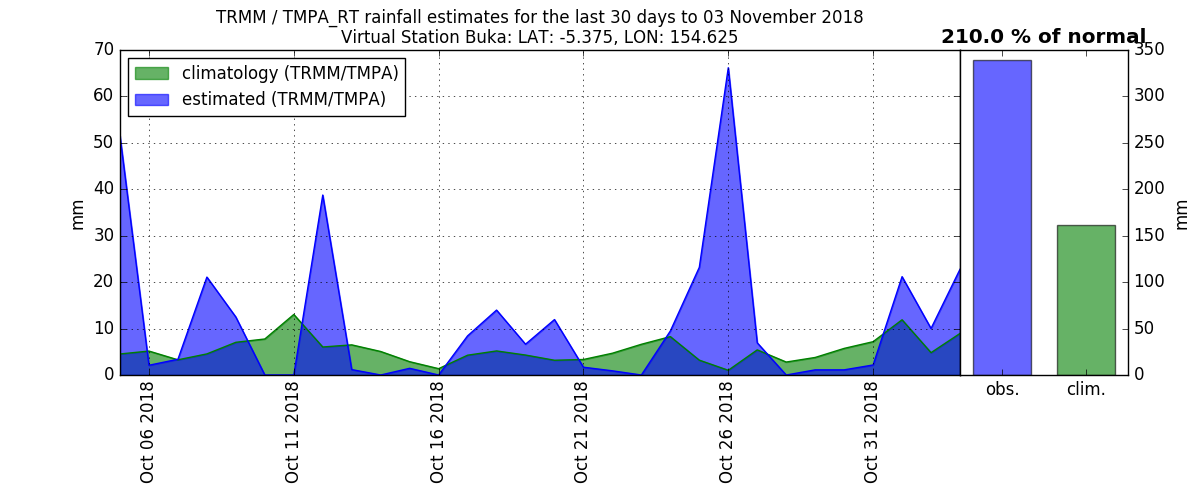 TRMM / TMPA_RT rainfall estimates for the last 30 days to 03 November 2018
Virtual Station Buka: LAT: -5.375, LON: 154.625
210.0 % of normal
climatology (TRMM/TMPA)
estimated (TRMM/TMPA)
70
60
50
40
30
20
10
0
mm
Oct 06 2018
Oct 11 2018
Oct 16 2018
Oct 21 2018
Oct 26 2018
Oct 31 2018
obs.
clim.
350
300
250
200
150
100
50
0
mm